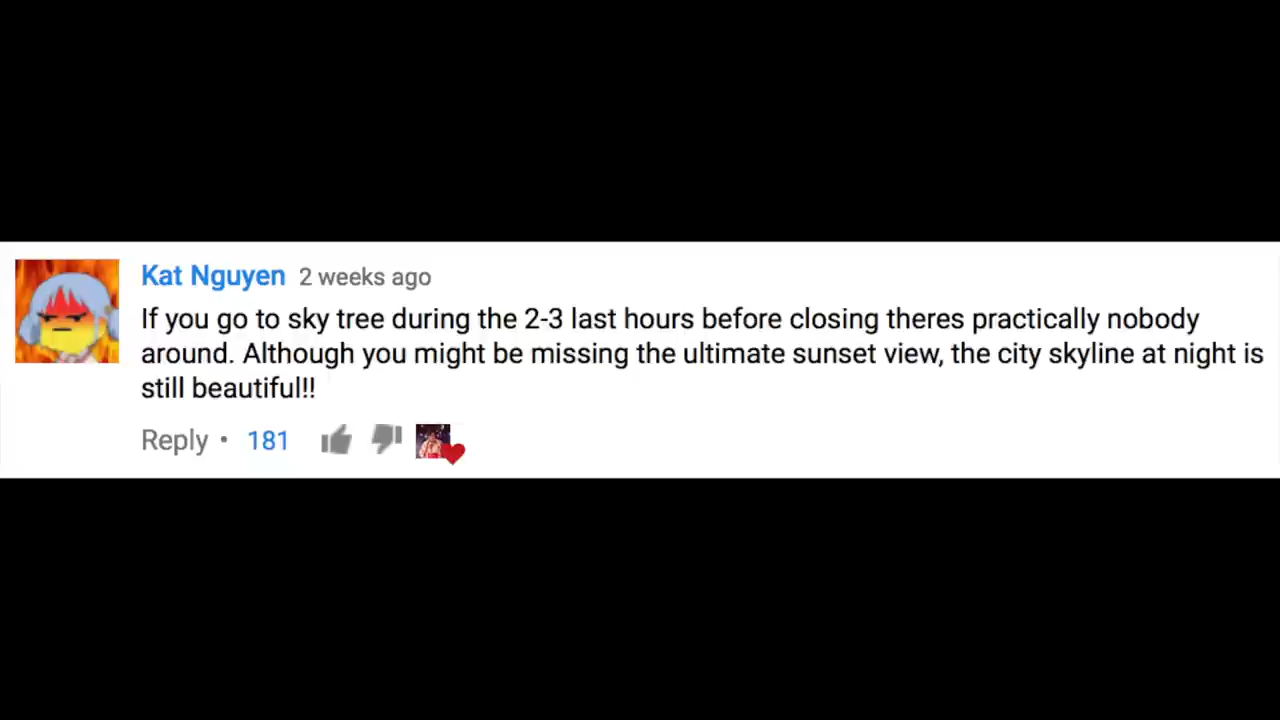 Kat Nguyen 2 weeks ago
If you go to sky tree during the 2-3 last hours before closing theres practically nobody
around. Although you might be missing the ultimate sunset view, the city skyline at night is
still beautiful!!
Reply • 181